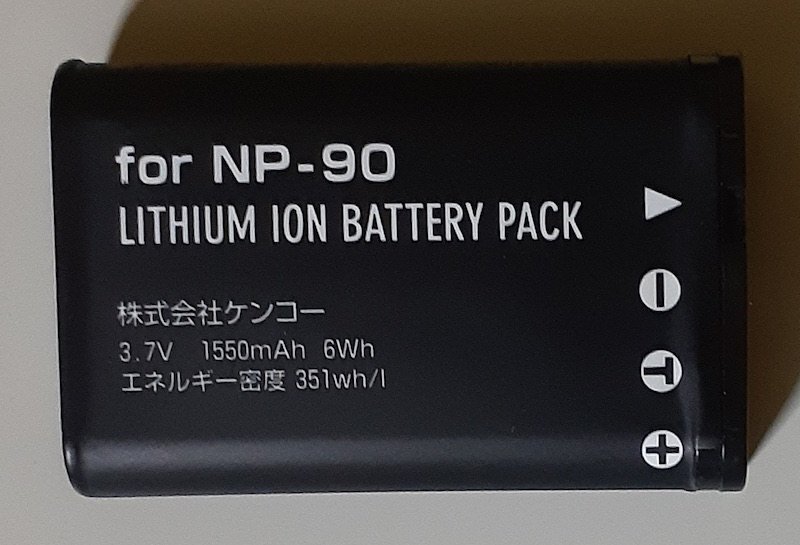 for NP-90
LITHIUM ION BATTERY PACK
株式会社ケンコー
3.7V 1550mAh 6Wh
エネルギー密度 351wh/l
T